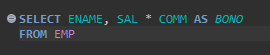 SELECT ENAME, SAL * COMM AS BONO
FROM EMP